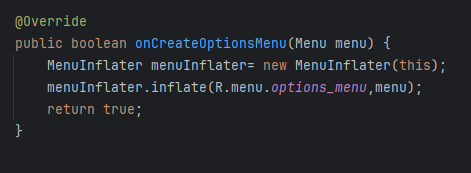 @Override
public boolean onCreateOptionsMenu(Menu menu) {
    MenuInflater menuInflater= new MenuInflater(this);
    menuInflater.inflate(R.menu.options_menu,menu);
    return true;
}